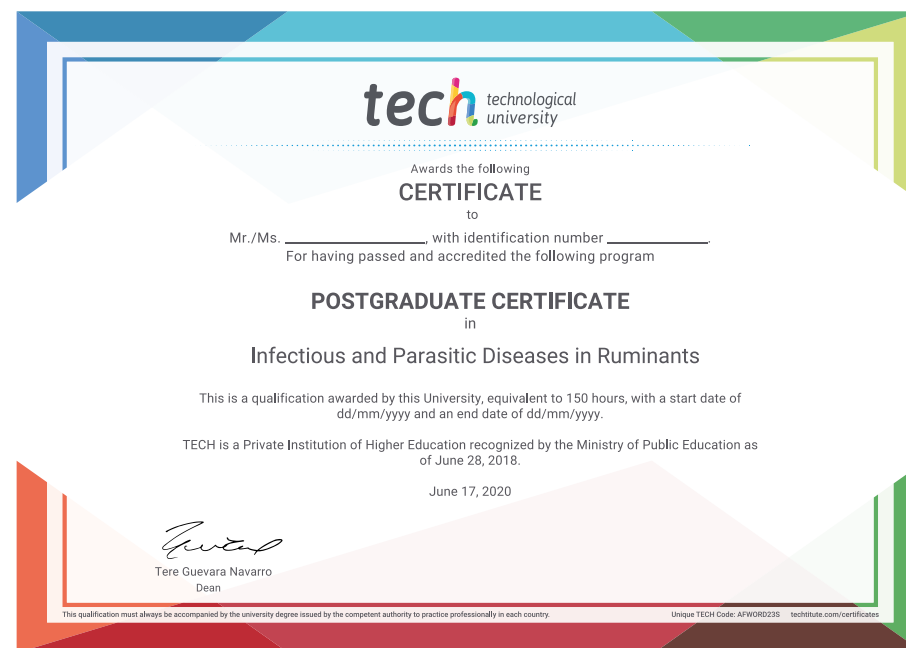 tech technological
university
Awards the following
CERTIFICATE
to
Mr./Ms. ____________________, with identification number ______________.
For having passed and accredited the following program
POSTGRADUATE CERTIFICATE
in
Infectious and Parasitic Diseases in Ruminants
This is a qualification awarded by this University, equivalent to 150 hours, with a start date of
dd/mm/yyyy and an end date of dd/mm/yyyy.
TECH is a Private Institution of Higher Education recognized by the Ministry of Public Education as
of June 28, 2018.
June 17, 2020
Tere Guevara Navarro
Dean
This qualification must always be accompanied by the university degree issued by the competent authority to practice professionally in each country. Unique TECH Code: AFWORD23S techtitute.com/certificates